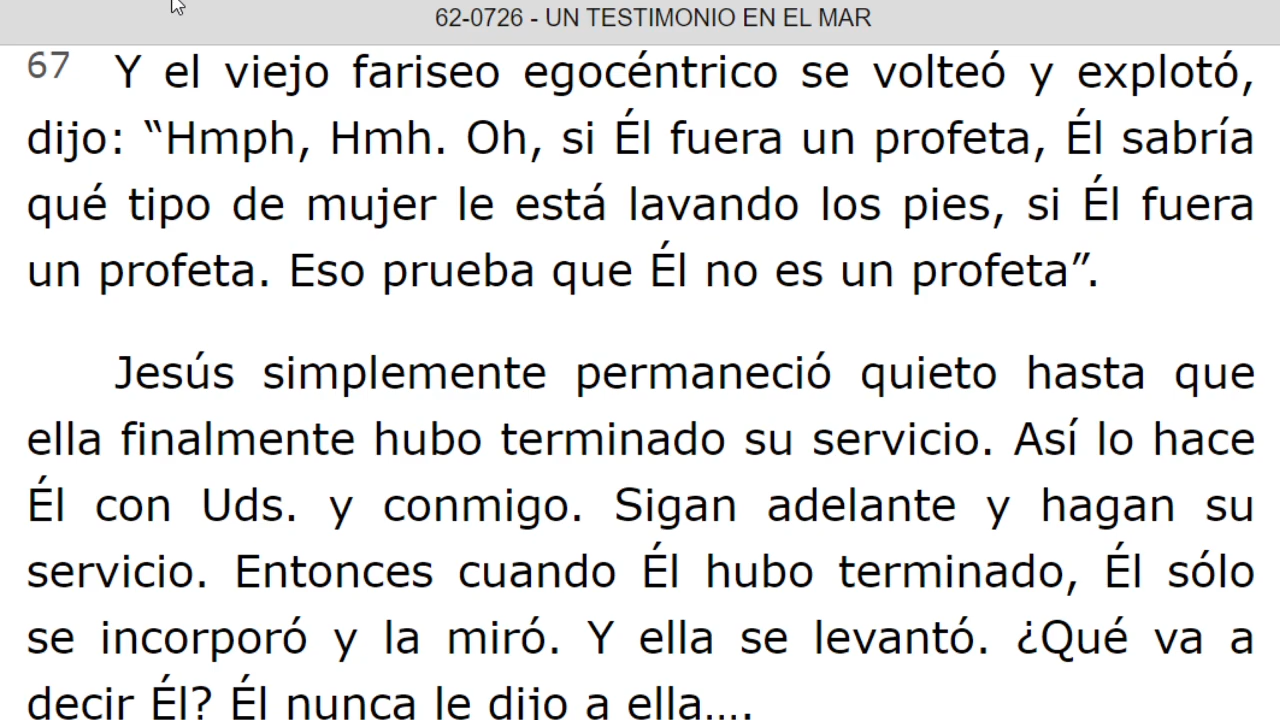 62-0726 - UN TESTIMONIO EN EL MAR
67 Y el viejo fariseo egocéntrico se volteó y explotó,
dijo: “Hmph, Hmh. Oh, si Él fuera un profeta, Él sabría
qué tipo de mujer le está lavando los pies, si Él fuera
un profeta. Eso prueba que Él no es un profeta”.
Jesús simplemente permaneció quieto hasta que
ella finalmente hubo terminado su servicio. Así lo hace
Él con Uds. y conmigo. Sigan adelante y hagan su
servicio. Entonces cuando Él hubo terminado, Él sólo
se incorporó y la miró. Y ella se levantó. ¿Qué va a
decir Él? Él nunca le dijo a ella….